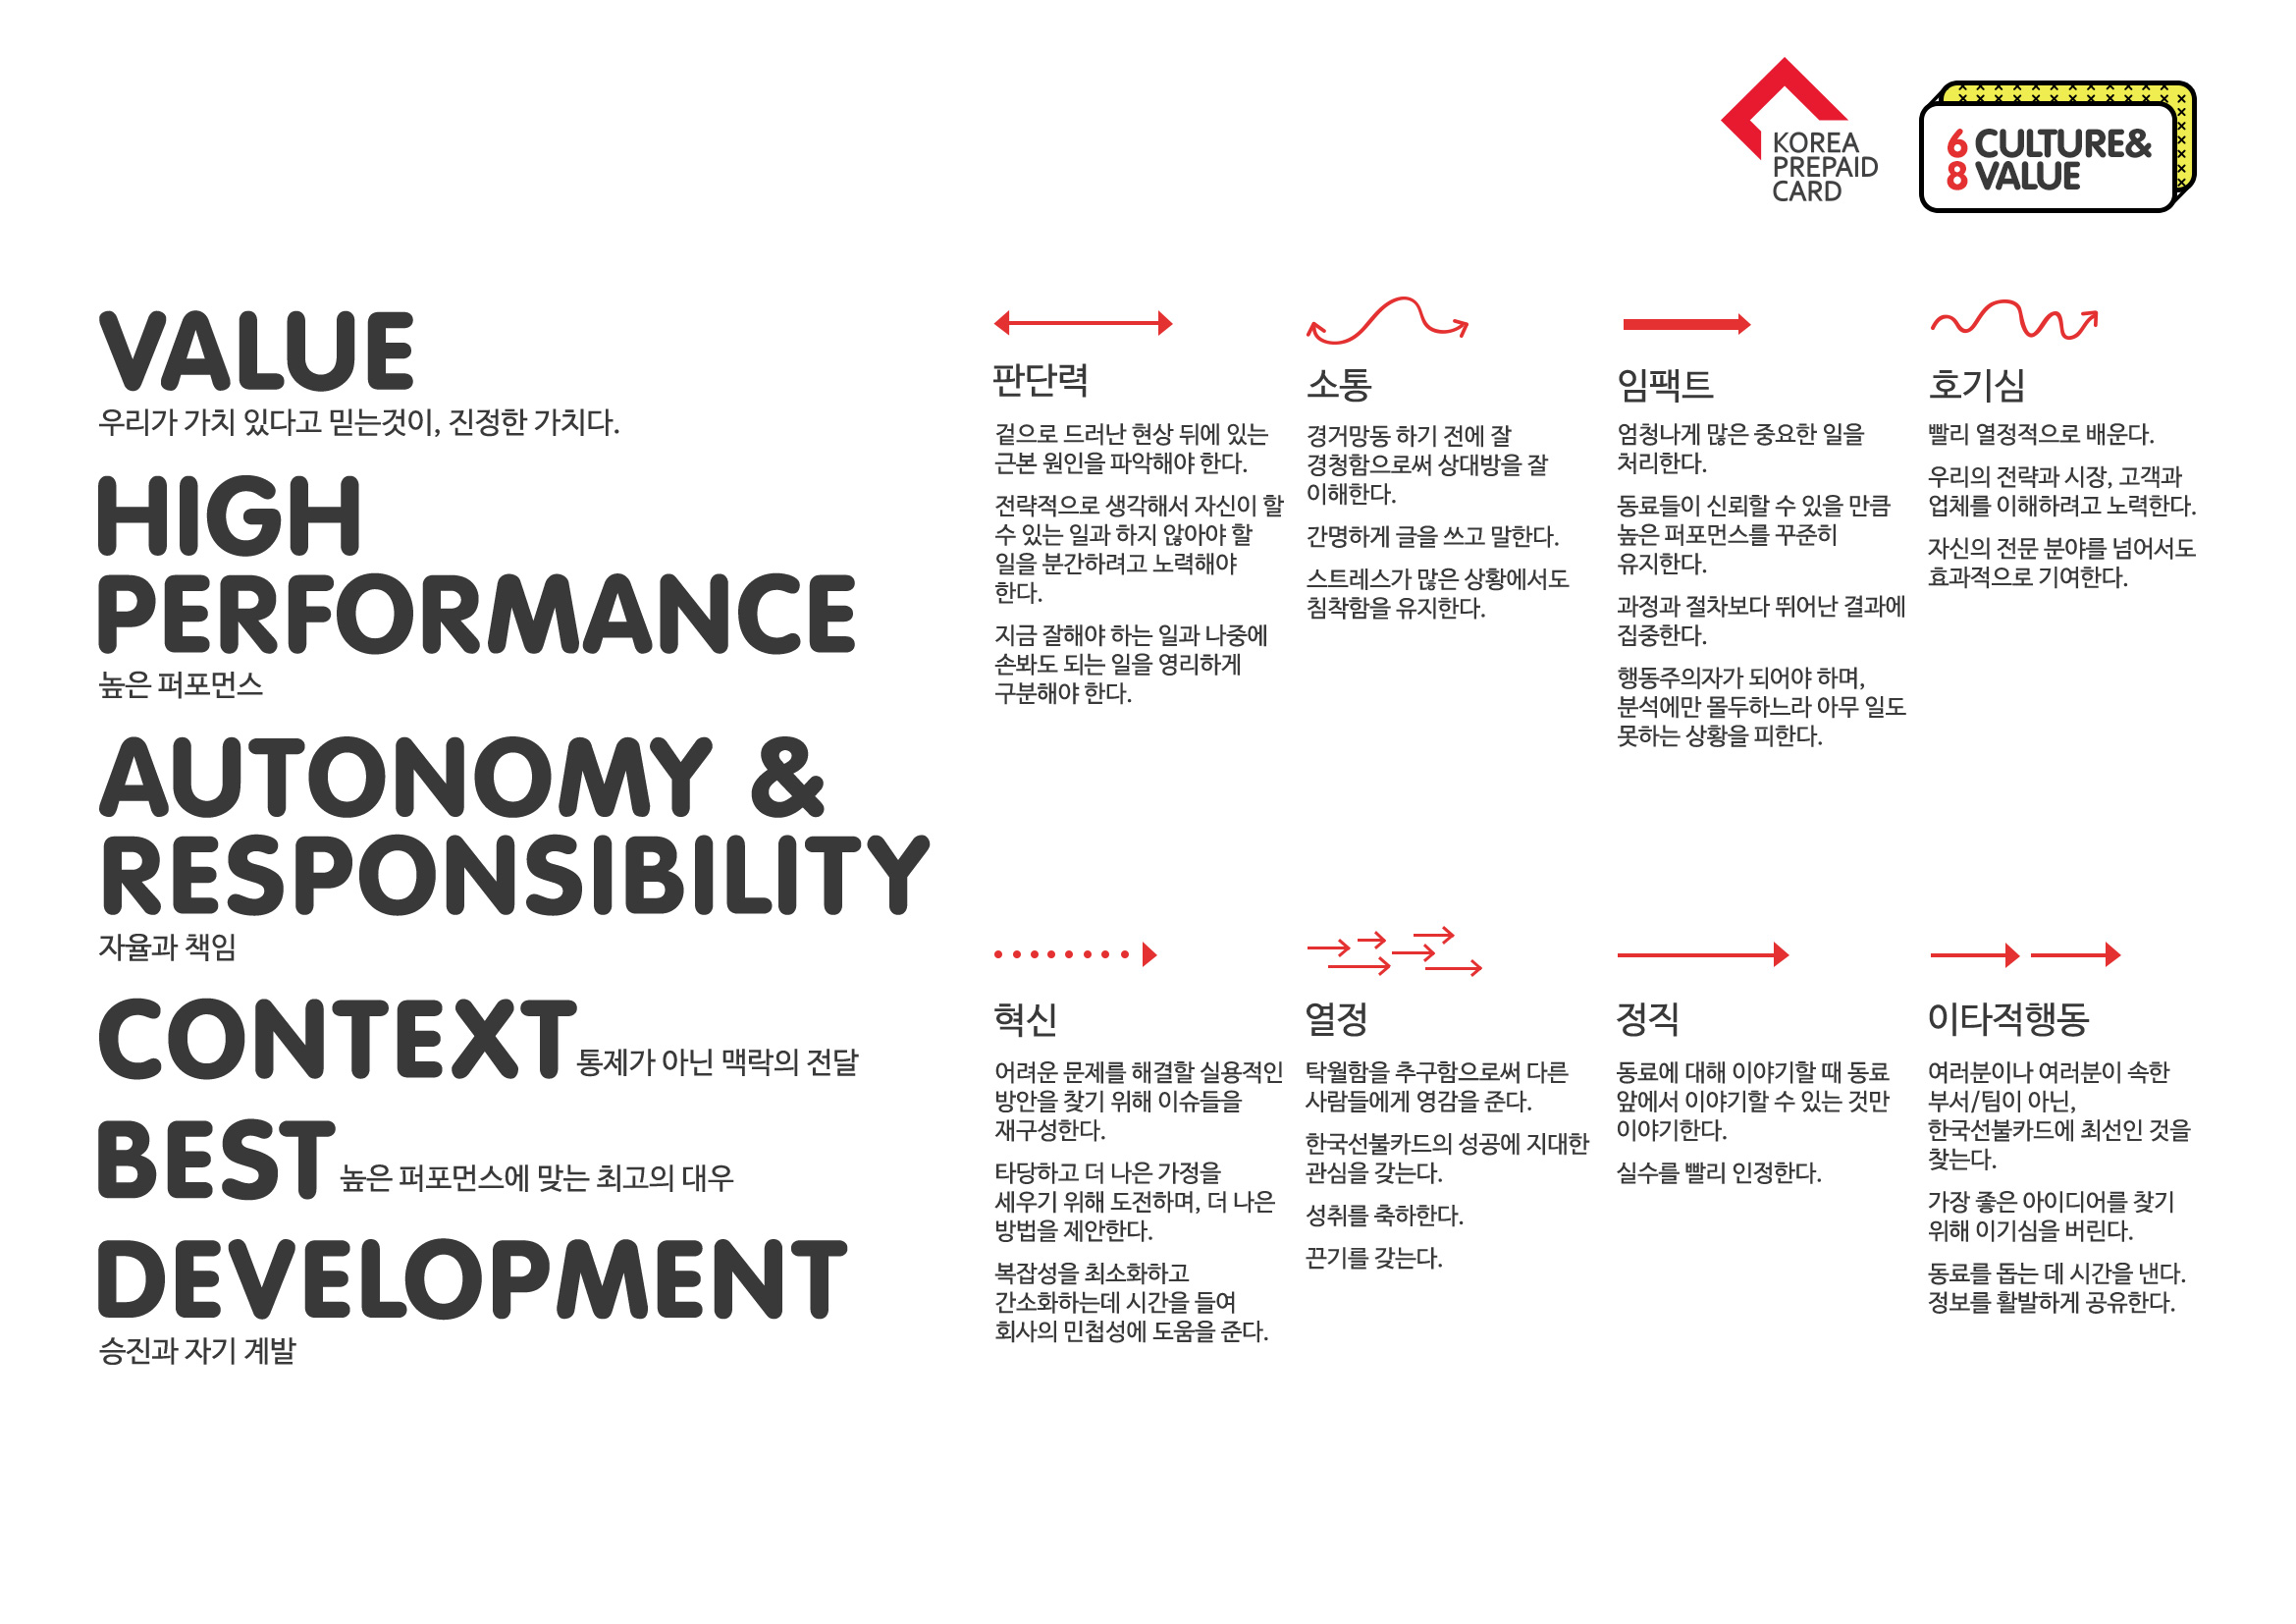 KOREA
PREPAID
CARD
6 CULTURE&
8 VALUE
VALUE
우리가 가치 있다고 믿는것이, 진정한 가치다.
HIGH
PERFORMANCE
높은 퍼포먼스
AUTONOMY &
RESPONSIBILITY
자율과 책임
CONTEXT 통제가 아닌 맥락의 전달
BEST 높은 퍼포먼스에 맞는 최고의 대우
DEVELOPMENT
승진과 자기 계발
판단력
겉으로 드러난 현상 뒤에 있는
근본 원인을 파악해야 한다.
전략적으로 생각해서 자신이 할
수 있는 일과 하지 않아야 할
일을 분간하려고 노력해야
한다.
지금 잘해야 하는 일과 나중에
손봐도 되는 일을 영리하게
구분해야 한다.
소통
경거망동 하기 전에 잘
경청함으로써 상대방을 잘
이해한다.
간명하게 글을 쓰고 말한다.
스트레스가 많은 상황에서도
침착함을 유지한다.
임팩트
엄청나게 많은 중요한 일을
처리한다.
동료들이 신뢰할 수 있을 만큼
높은 퍼포먼스를 꾸준히
유지한다.
과정과 절차보다 뛰어난 결과에
집중한다.
행동주의자가 되어야 하며,
분석에만 몰두하느라 아무 일도
못하는 상황을 피한다.
호기심
빨리 열정적으로 배운다.
우리의 전략과 시장, 고객과
업체를 이해하려고 노력한다.
자신의 전문 분야를 넘어서도
효과적으로 기여한다.
혁신
어려운 문제를 해결할 실용적인
방안을 찾기 위해 이슈들을
재구성한다.
타당하고 더 나은 가정을
세우기 위해 도전하며, 더 나은
방법을 제안한다.
복잡성을 최소화하고
간소화하는데 시간을 들여
회사의 민첩성에 도움을 준다.
열정
탁월함을 추구함으로써 다른
사람들에게 영감을 준다.
한국선불카드의 성공에 지대한
관심을 갖는다.
성취를 축하한다.
끈기를 갖는다.
정직
동료에 대해 이야기할 때 동료
앞에서 이야기할 수 있는 것만
이야기한다.
실수를 빨리 인정한다.
이타적행동
여러분이나 여러분이 속한
부서/팀이 아닌,
한국선불카드에 최선인 것을
찾는다.
가장 좋은 아이디어를 찾기
위해 이기심을 버린다.
동료를 돕는 데 시간을 낸다.
정보를 활발하게 공유한다.